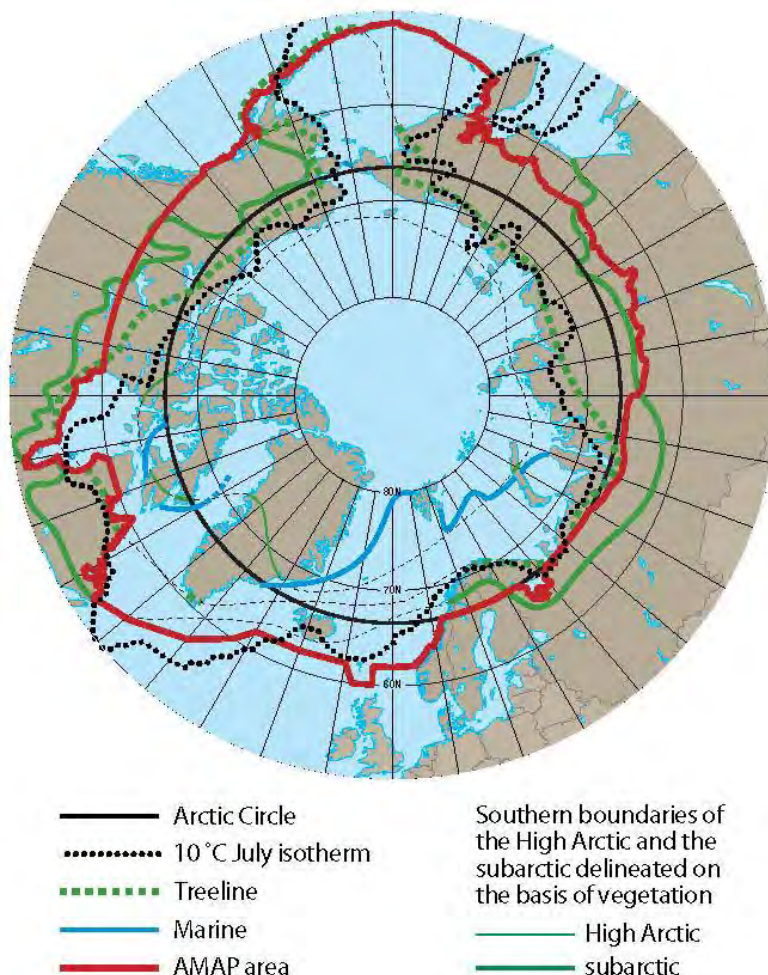 80N
70N
60N
Arctic Circle
10 °C July isotherm
Treeline
Marine
AMAP area
Southern boundaries of
the High Arctic and the
subarctic delineated on
the basis of vegetation
High Arctic
subarctic